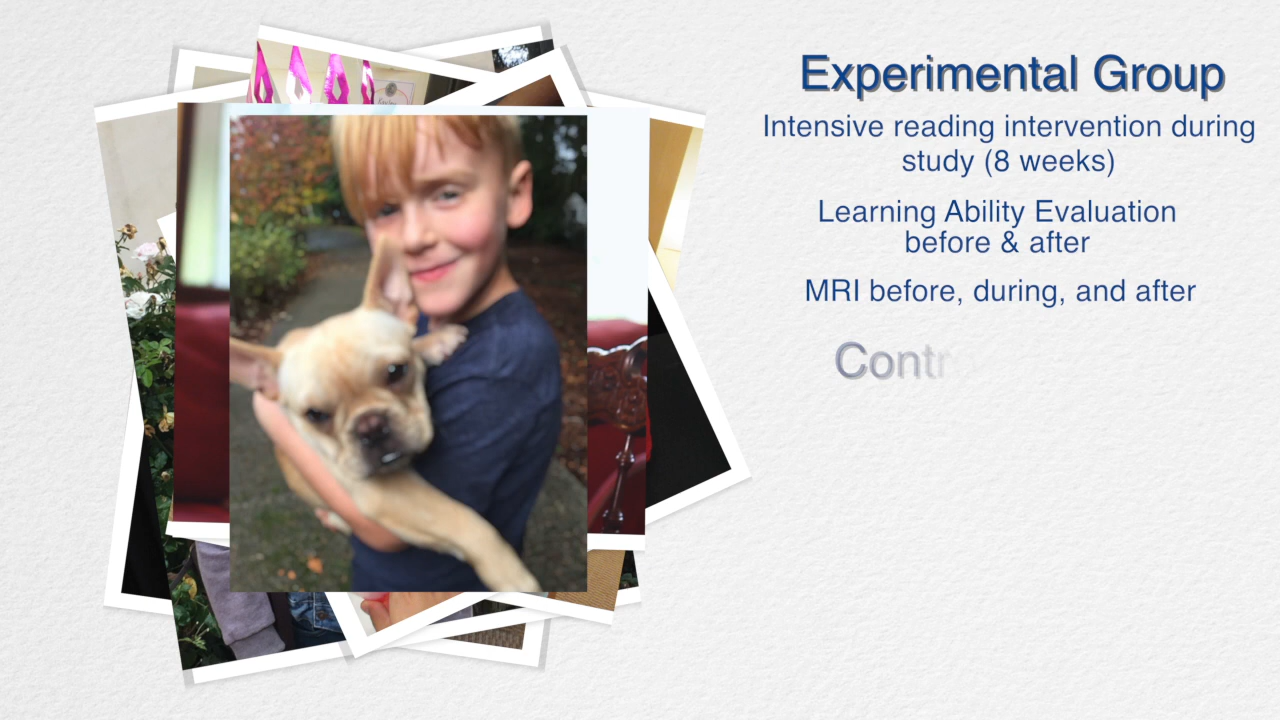 Experimental Group
Intensive reading intervention during
study (8 weeks)
Learning Ability Evaluation
before & after
MRI before, during, and after
Contr